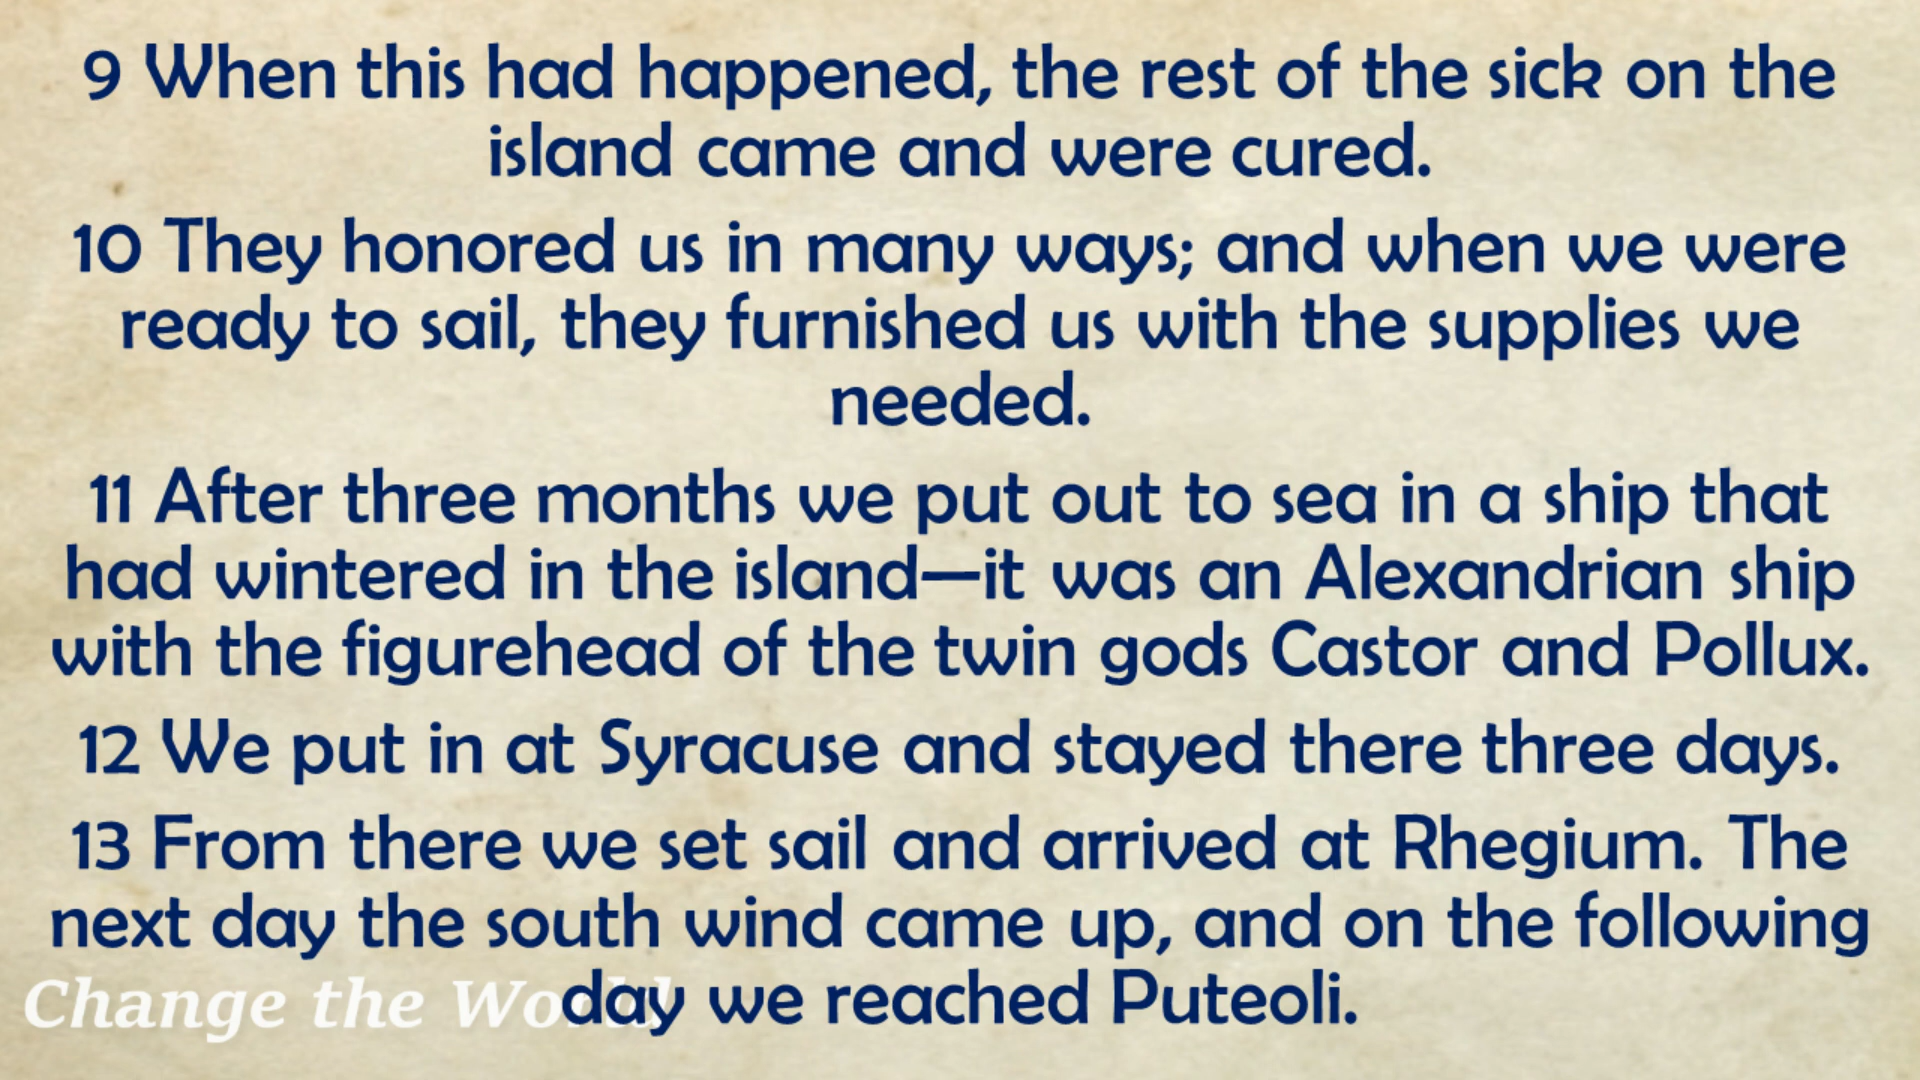 9 When this had happened, the rest of the sick on the
island came and were cured.
10 They honored us in many ways; and when we were
ready to sail, they furnished us with the supplies we
needed.
11 After three months we put out to sea in a ship that
had wintered in the island—it was an Alexandrian ship
with the figurehead of the twin gods Castor and Pollux.
12 We put in at Syracuse and stayed there three days.
13 From there we set sail and arrived at Rhegium. The
next day the south wind came up, and on the following
day we reached Puteoli.
Change the World